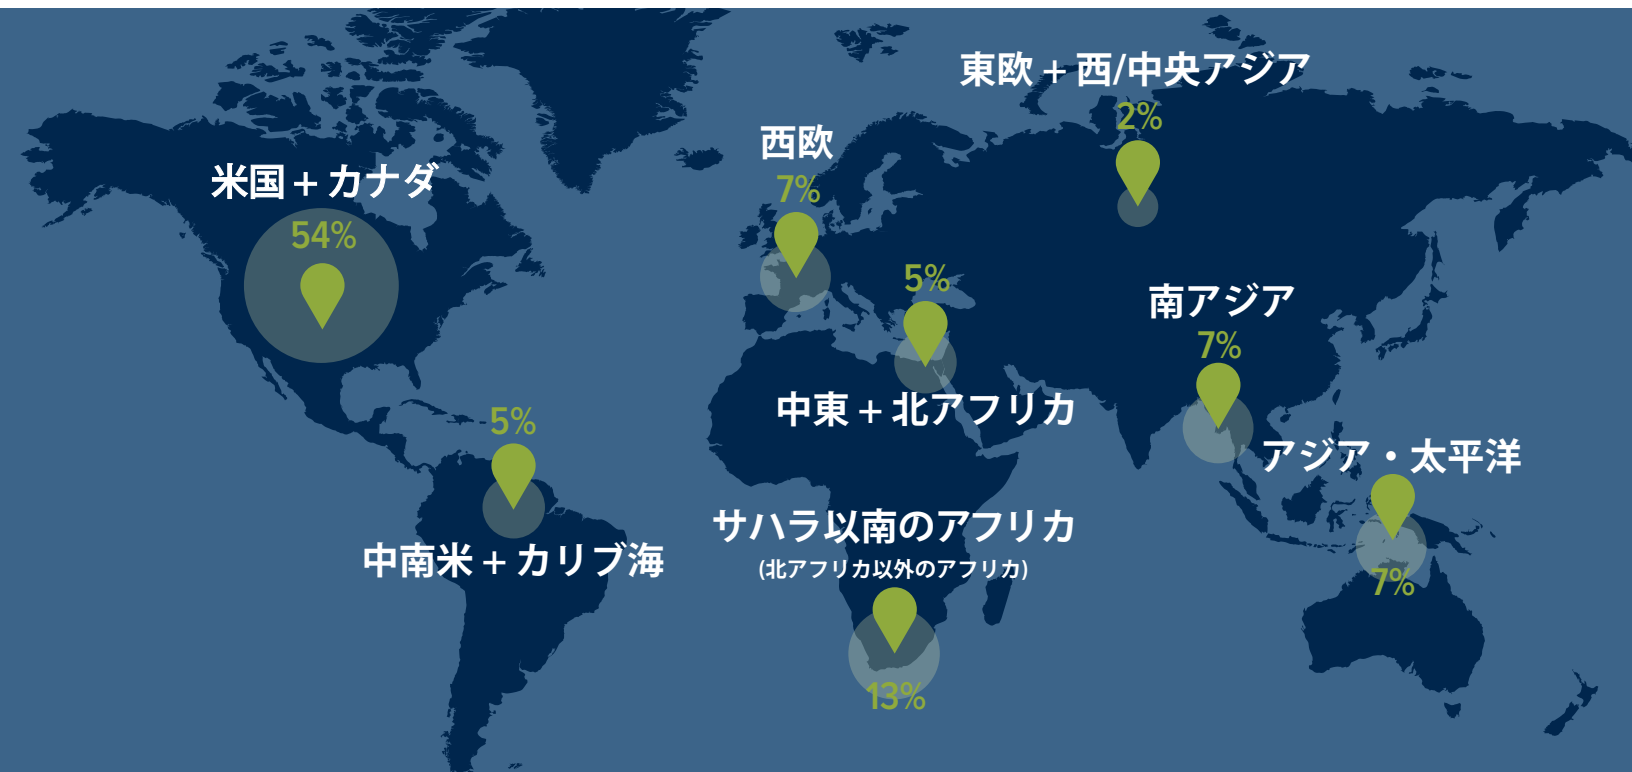 東欧 + 西/中央アジア
2%
西欧
7%
米国 + カナダ
54%
5%
南アジア
7%
中東 + 北アフリカ
5%
アジア・太平洋
7%
サハラ以南のアフリカ
(北アフリカ以外のアフリカ)
13%
中南米 + カリブ海